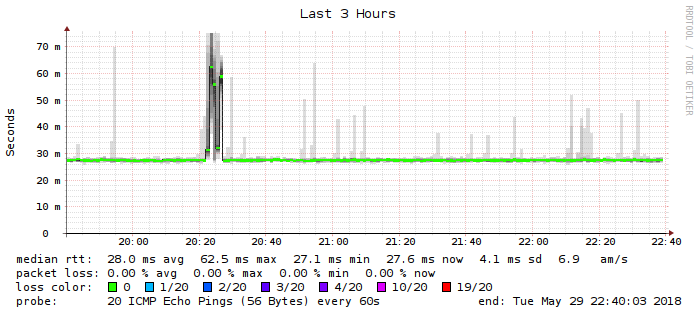 Last 3 Hours
RRDTOOL / TOBI OETIKER
Seconds
70 m
60 m
50 m
40 m
30 m
20 m
10 m
0
20:00 20:20 20:40 21:00 21:20 21:40 22:00 22:20 22:40
median rtt: 28.0 ms avg 62.5 ms max 27.1 ms min 27.6 ms now 4.1 ms sd 6.9 am/s
packet loss: 0.00 % avg 0.00 % max 0.00 % min 0.00 % now
loss color: 0 1/20 2/20 3/20 4/20 10/20 19/20
probe: 20 ICMP Echo Pings (56 Bytes) every 60s end: Tue May 29 22:40:03 2018